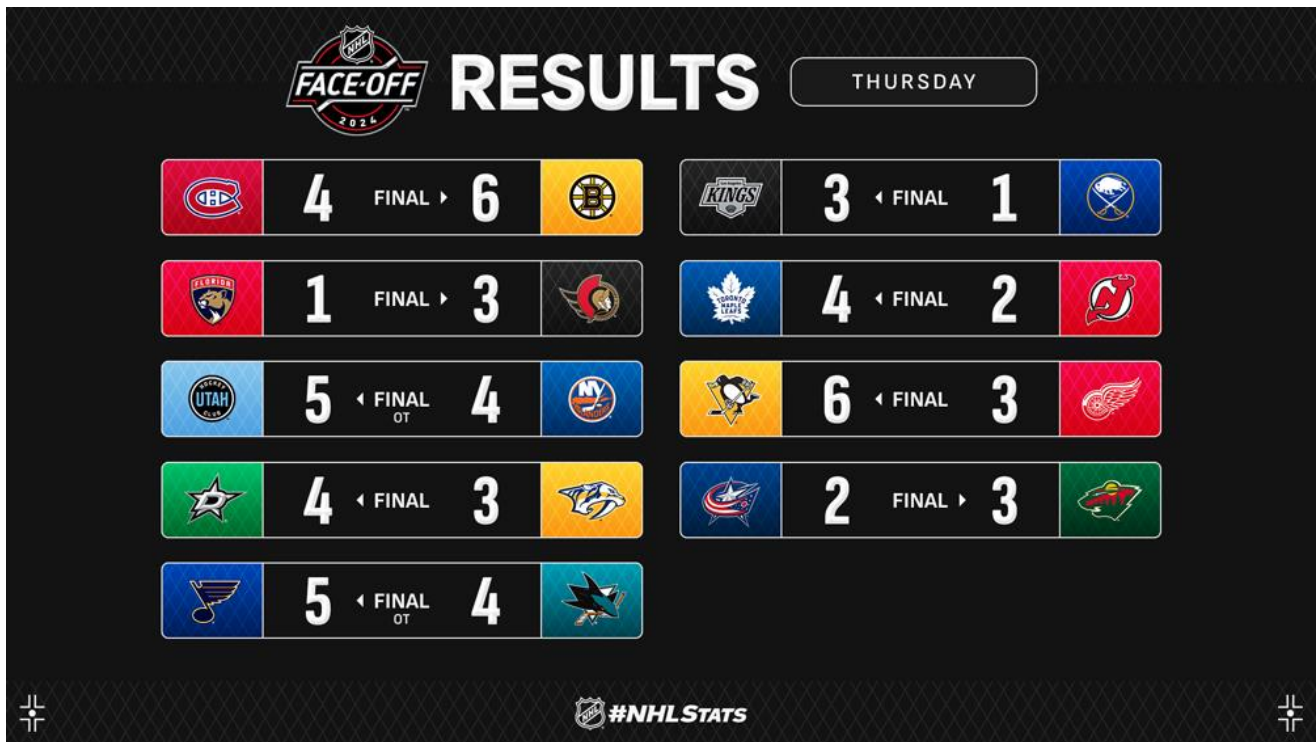 NHL
FACE-OFF
2024
RESULTS
THURSDAY
4 FINAL 6 B
KINGS 3 FINAL 1
FLORIDA 1 FINAL 3
TORONTO MAPLE LEAFS 4 FINAL 2
HOCKEY UTAH CLUB 5 FINAL OT 4 NY ISLANDERS
6 FINAL 3
D 4 FINAL 3
2 FINAL 3
5 FINAL OT 4
NHL #NHLSTATS